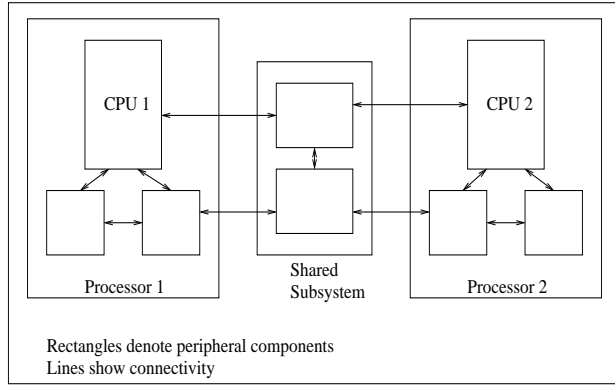 CPU 1
CPU 2
Processor 1
Shared
Subsystem
Processor 2
Rectangles denote peripheral components
Lines show connectivity